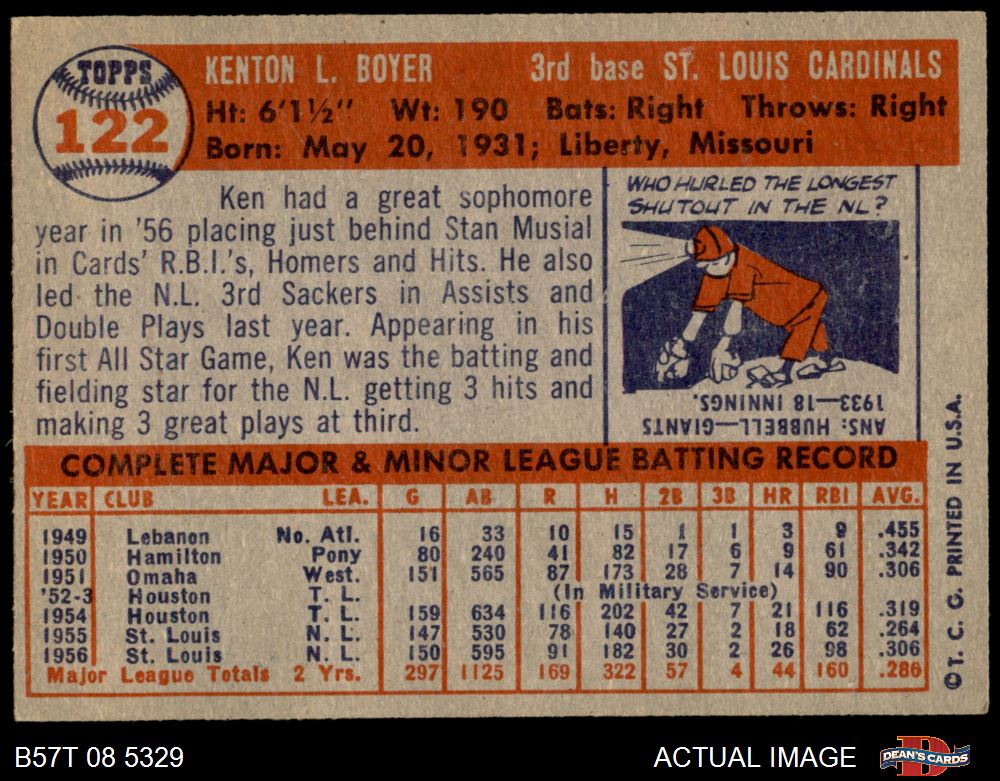 TOPPS
122
KENTON L. BOYER 3rd base ST. LOUIS CARDINALS
Ht: 6'1½" Wt: 190 Bats: Right Throws: Right
Born: May 20, 1931; Liberty, Missouri
Ken had a great sophomore
year in '56 placing just behind Stan Musial
in Cards' R.B.I.'s, Homers and Hits. He also
led the N.L. 3rd Sackers in Assists and
Double Plays last year. Appearing in his
first All Star Game, Ken was the batting and
fielding star for the N.L. getting 3 hits and
making 3 great plays at third.
WHO HURLED THE LONGEST
SHUTOUT IN THE NL?
ANS: HUBBELL—GIANTS
1933—18 INNINGS.
COMPLETE MAJOR & MINOR LEAGUE BATTING RECORD
YEAR CLUB LEA. G AB R H 2B 3B HR RBI AVG.
1949 Lebanon No. Atl. 16 33 10 15 1 1 3 9 .455
1950 Hamilton Pony 80 240 41 82 17 6 9 61 .342
1951 Omaha West. 151 565 87 173 28 7 14 90 .306
'52-3 Houston T. L. (In Military Service)
1954 Houston T. L. 159 634 116 202 42 7 21 116 .319
1955 St. Louis N. L. 147 530 78 140 27 2 18 62 .264
1956 St. Louis N. L. 150 595 91 182 30 2 26 98 .306
Major League Totals 2 Yrs. 297 1125 169 322 57 4 44 160 .286
© T. C. G. PRINTED IN U.S.A.
B57T 08 5329
ACTUAL IMAGE
DEAN'S CARDS